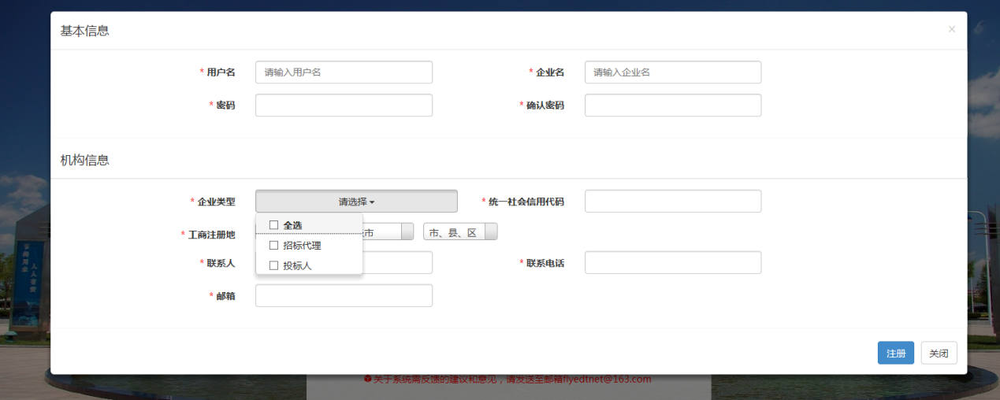 基本信息 ×
* 用户名 请输入用户名 * 企业名 请输入企业名
* 密码 * 确认密码
机构信息
* 企业类型 请选择 * 统一社会信用代码
全选
* 工商注册地 市 市、县、区
招标代理
* 联系人 * 联系电话
投标人
* 邮箱
注册 关闭
关于系统需反馈的建议和意见，请发送至邮箱flyedtnet@163.com